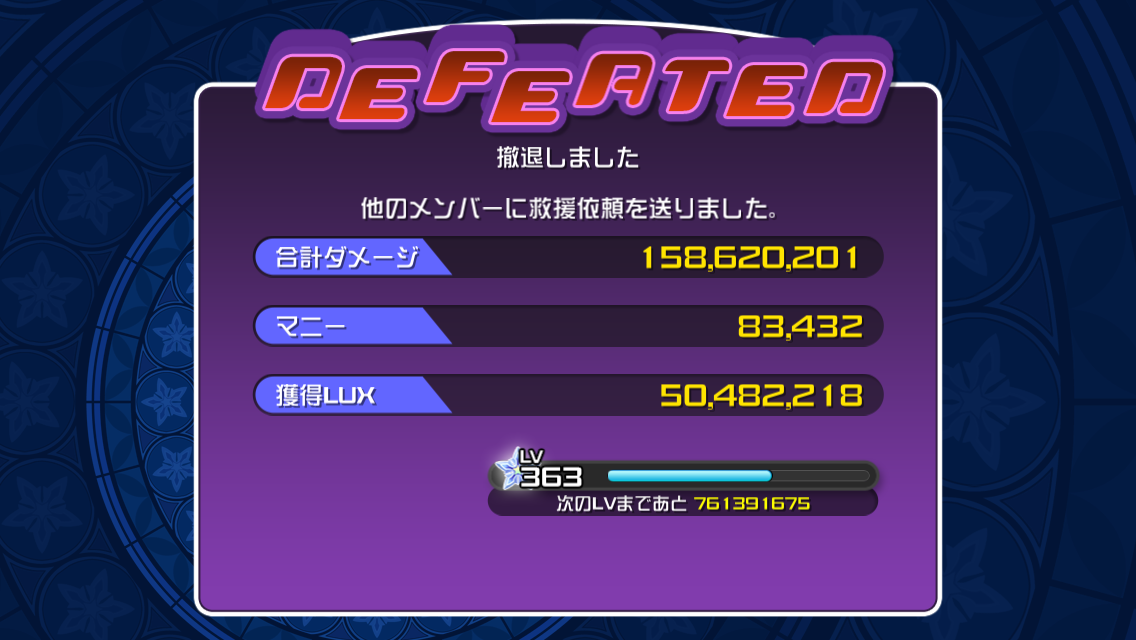 DEFEATED
撤退しました
他のメンバーに救援依頼を送りました。
合計ダメージ 158,620,201
マニー 83,432
獲得LUX 50,482,218
LV
363
次のLVまであと 761391675